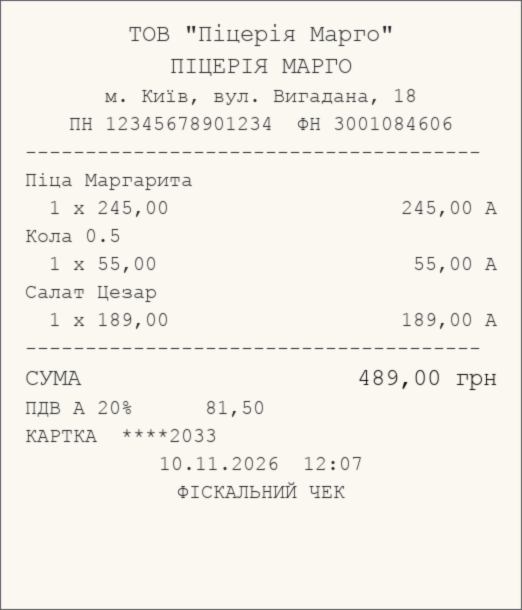 ТОВ "Піцерія Марго"
ПІЦЕРІЯ МАРГО
м. Київ, вул. Вигадана, 18
ПН 12345678901234 ФН 3001084606
--------------------------------------
Піца Маргарита
1 x 245,00 245,00 А
Кола 0.5
1 x 55,00 55,00 А
Салат Цезар
1 x 189,00 189,00 А
--------------------------------------
СУМА 489,00 грн
ПДВ А 20% 81,50
КАРТКА ****2033
10.11.2026 12:07
ФІСКАЛЬНИЙ ЧЕК